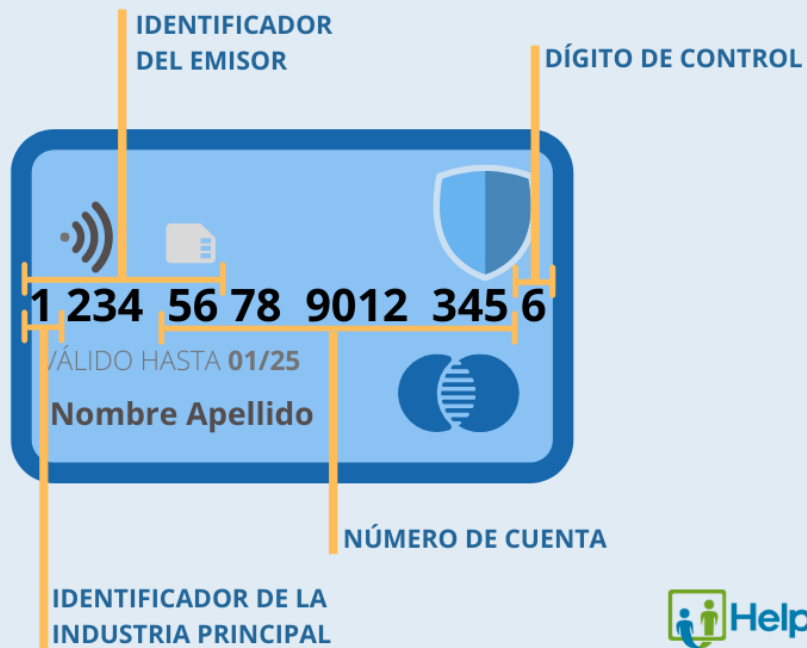 IDENTIFICADOR
DEL EMISOR
DÍGITO DE CONTROL
1 234 56 78 9012 345 6
VÁLIDO HASTA 01/25
Nombre Apellido
NÚMERO DE CUENTA
IDENTIFICADOR DE LA
INDUSTRIA PRINCIPAL
Help